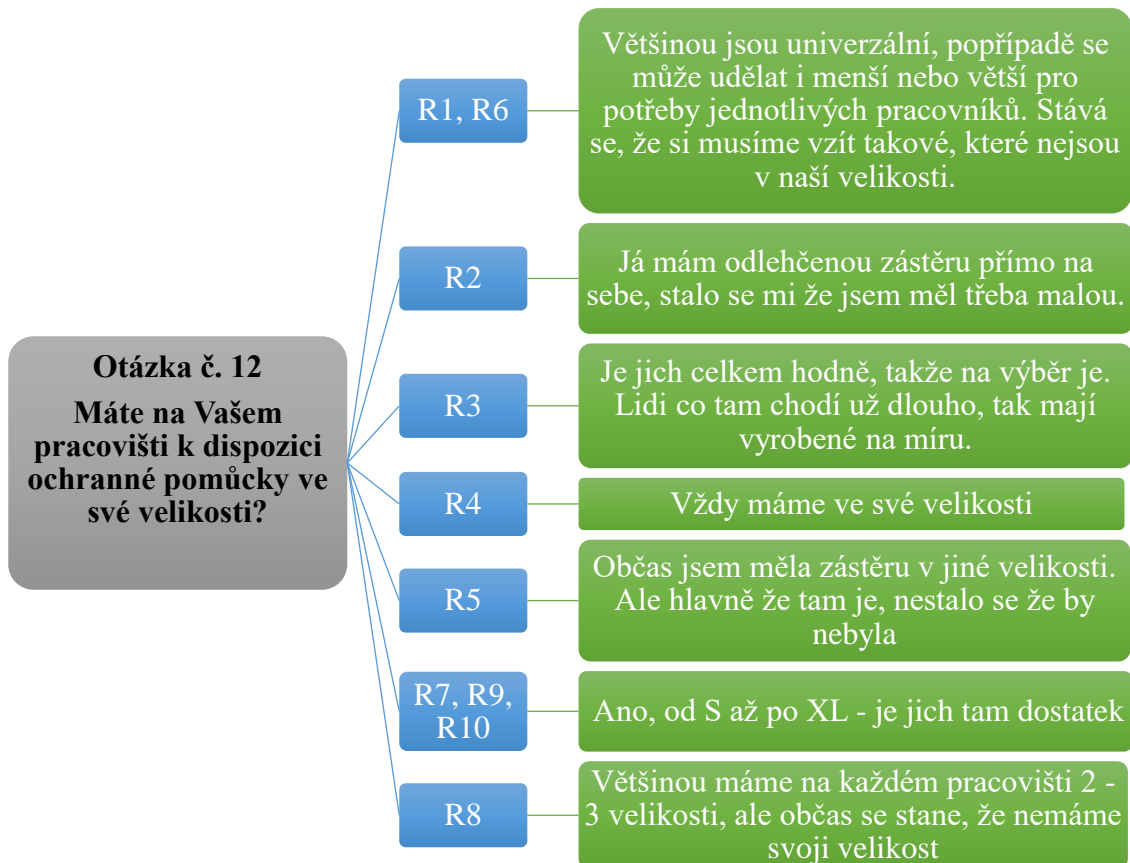 Otázka č. 12
Máte na Vašem
pracovišti k dispozici
ochranné pomůcky ve
své velikosti?
R1, R6
Většinou jsou univerzální, popřípadě se
může udělat i menší nebo větší pro
potřeby jednotlivých pracovníků. Stává
se, že si musíme vzít takové, které nejsou
v naší velikosti.
R2
Já mám odlehčenou zástěru přímo na
sebe, stalo se mi že jsem měl třeba malou.
R3
Je jich celkem hodně, takže na výběr je.
Lidi co tam chodí už dlouho, tak mají
vyrobené na míru.
R4
Vždy máme ve své velikosti
R5
Občas jsem měla zástěru v jiné velikosti.
Ale hlavně že tam je, nestalo se že by
nebyla
R7, R9,
R10
Ano, od S až po XL - je jich tam dostatek
R8
Většinou máme na každém pracovišti 2 -
3 velikosti, ale občas se stane, že nemáme
svoji velikost